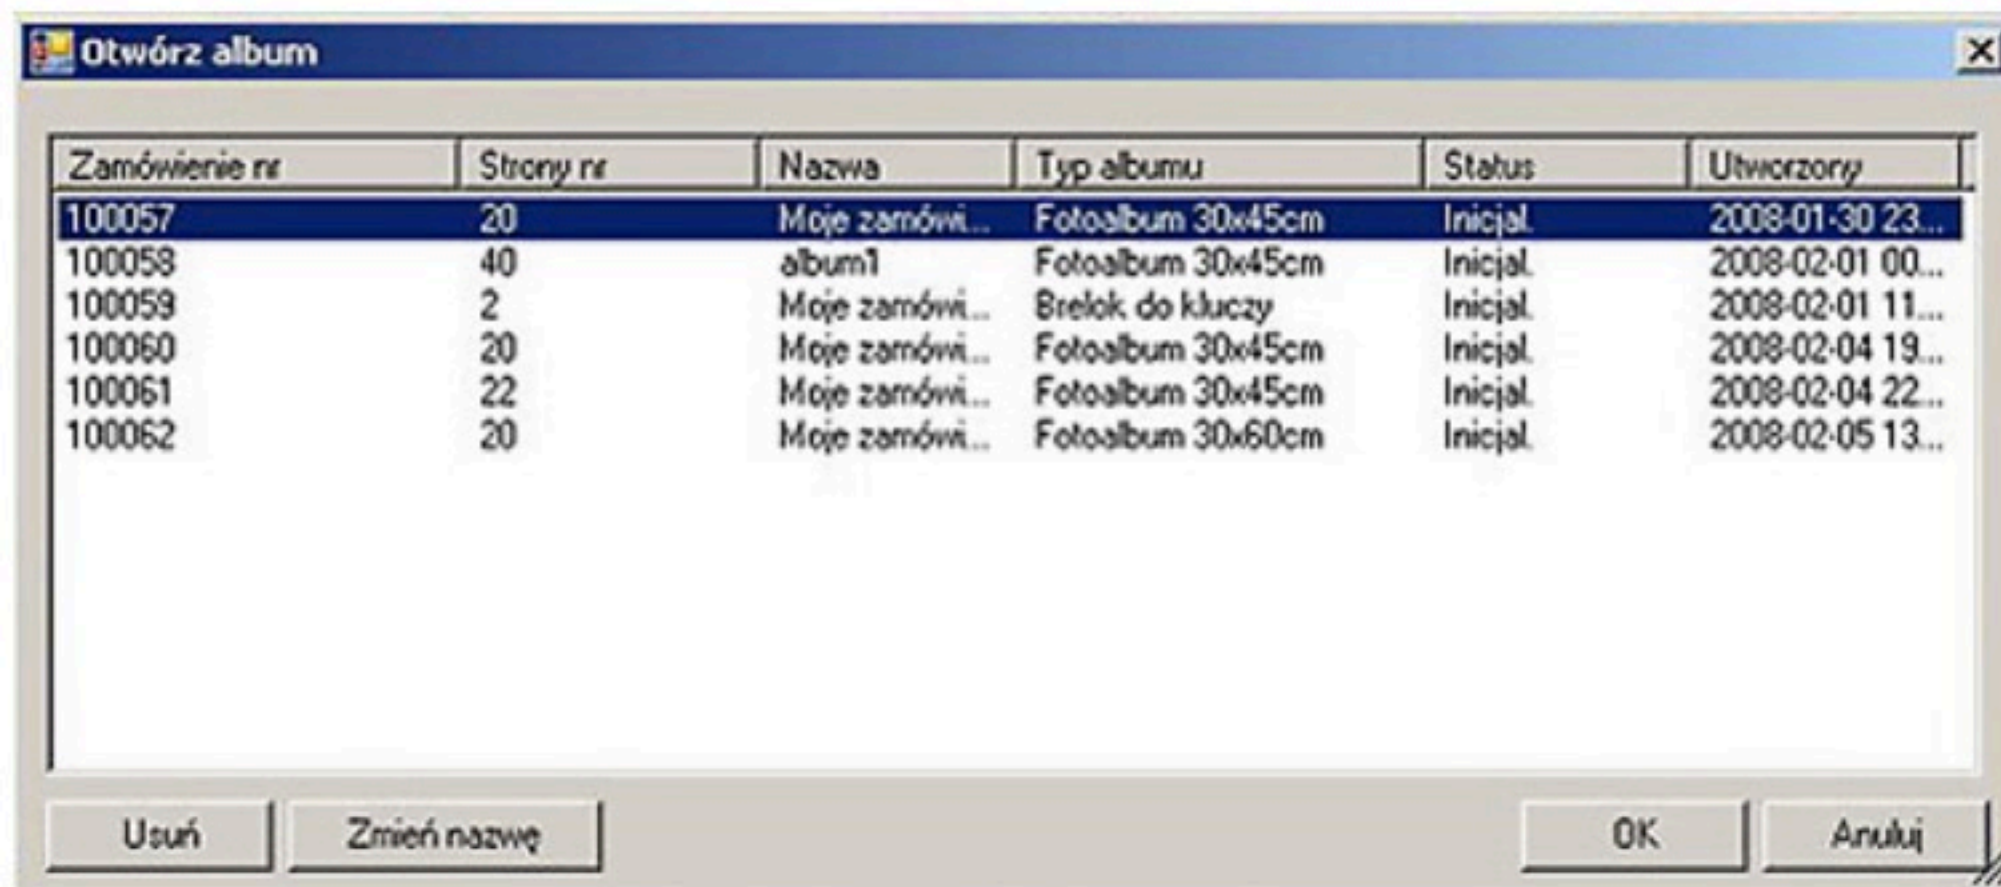 Otwórz album
Zamówienie nr Strony nr Nazwa Typ albumu Status Utworzony
100057 20 Moje zamówi... Fotoalbum 30x45cm Inicjal. 2008-01-30 23...
100058 40 album1 Fotoalbum 30x45cm Inicjal. 2008-02-01 00...
100059 2 Moje zamówi... Brelok do kluczy Inicjal. 2008-02-01 11...
100060 20 Moje zamówi... Fotoalbum 30x45cm Inicjal. 2008-02-04 19...
100061 22 Moje zamówi... Fotoalbum 30x45cm Inicjal. 2008-02-04 22...
100062 20 Moje zamówi... Fotoalbum 30x60cm Inicjal. 2008-02-05 13...
Usuń Zmień nazwę OK Anuluj